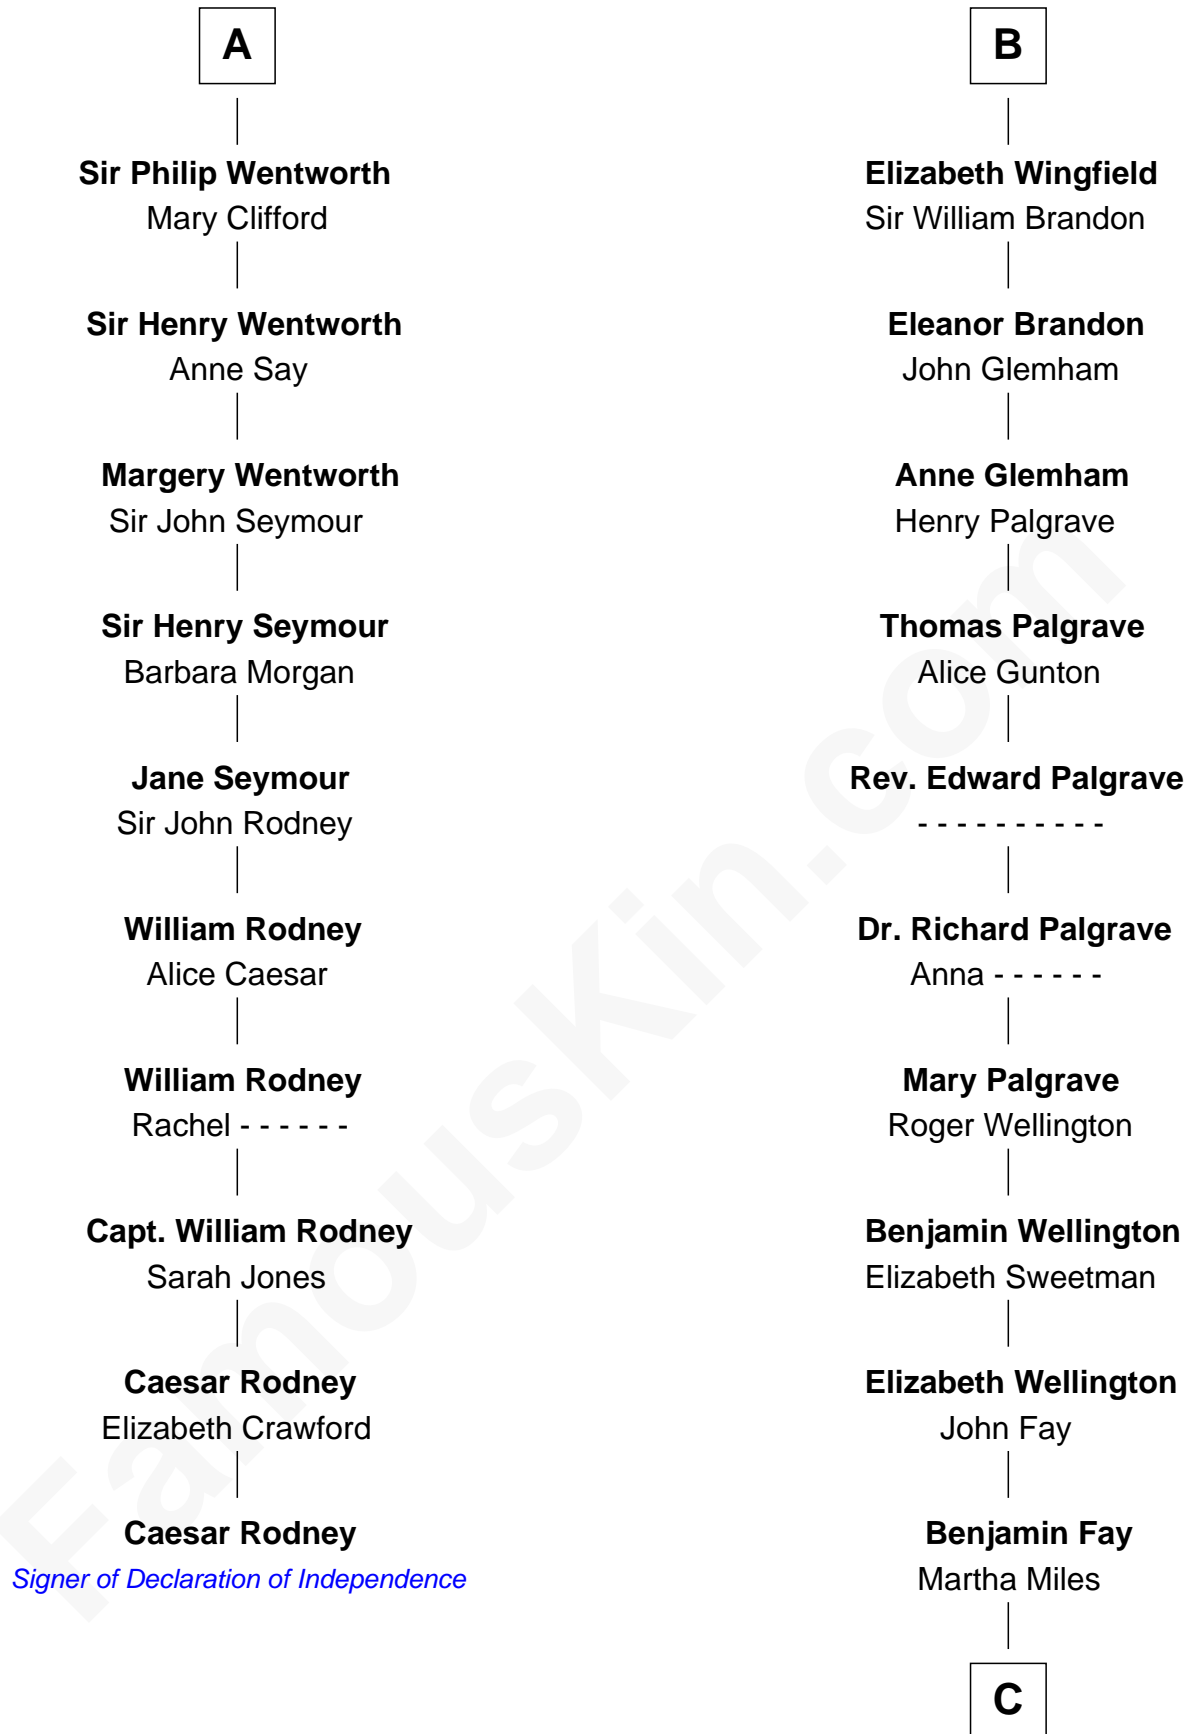 A
Sir Philip Wentworth
Mary Clifford
Sir Henry Wentworth
Anne Say
Margery Wentworth
Sir John Seymour
Sir Henry Seymour
Barbara Morgan
Jane Seymour
Sir John Rodney
William Rodney
Alice Caesar
William Rodney
Rachel - - - - - -
Capt. William Rodney
Sarah Jones
Caesar Rodney
Elizabeth Crawford
Caesar Rodney
Signer of Declaration of Independence
B
Elizabeth Wingfield
Sir William Brandon
Eleanor Brandon
John Glemham
Anne Glemham
Henry Palgrave
Thomas Palgrave
Alice Gunton
Rev. Edward Palgrave
- - - - - - - - - -
Dr. Richard Palgrave
Anna - - - - - -
Mary Palgrave
Roger Wellington
Benjamin Wellington
Elizabeth Sweetman
Elizabeth Wellington
John Fay
Benjamin Fay
Martha Miles
C
FamousKin.com